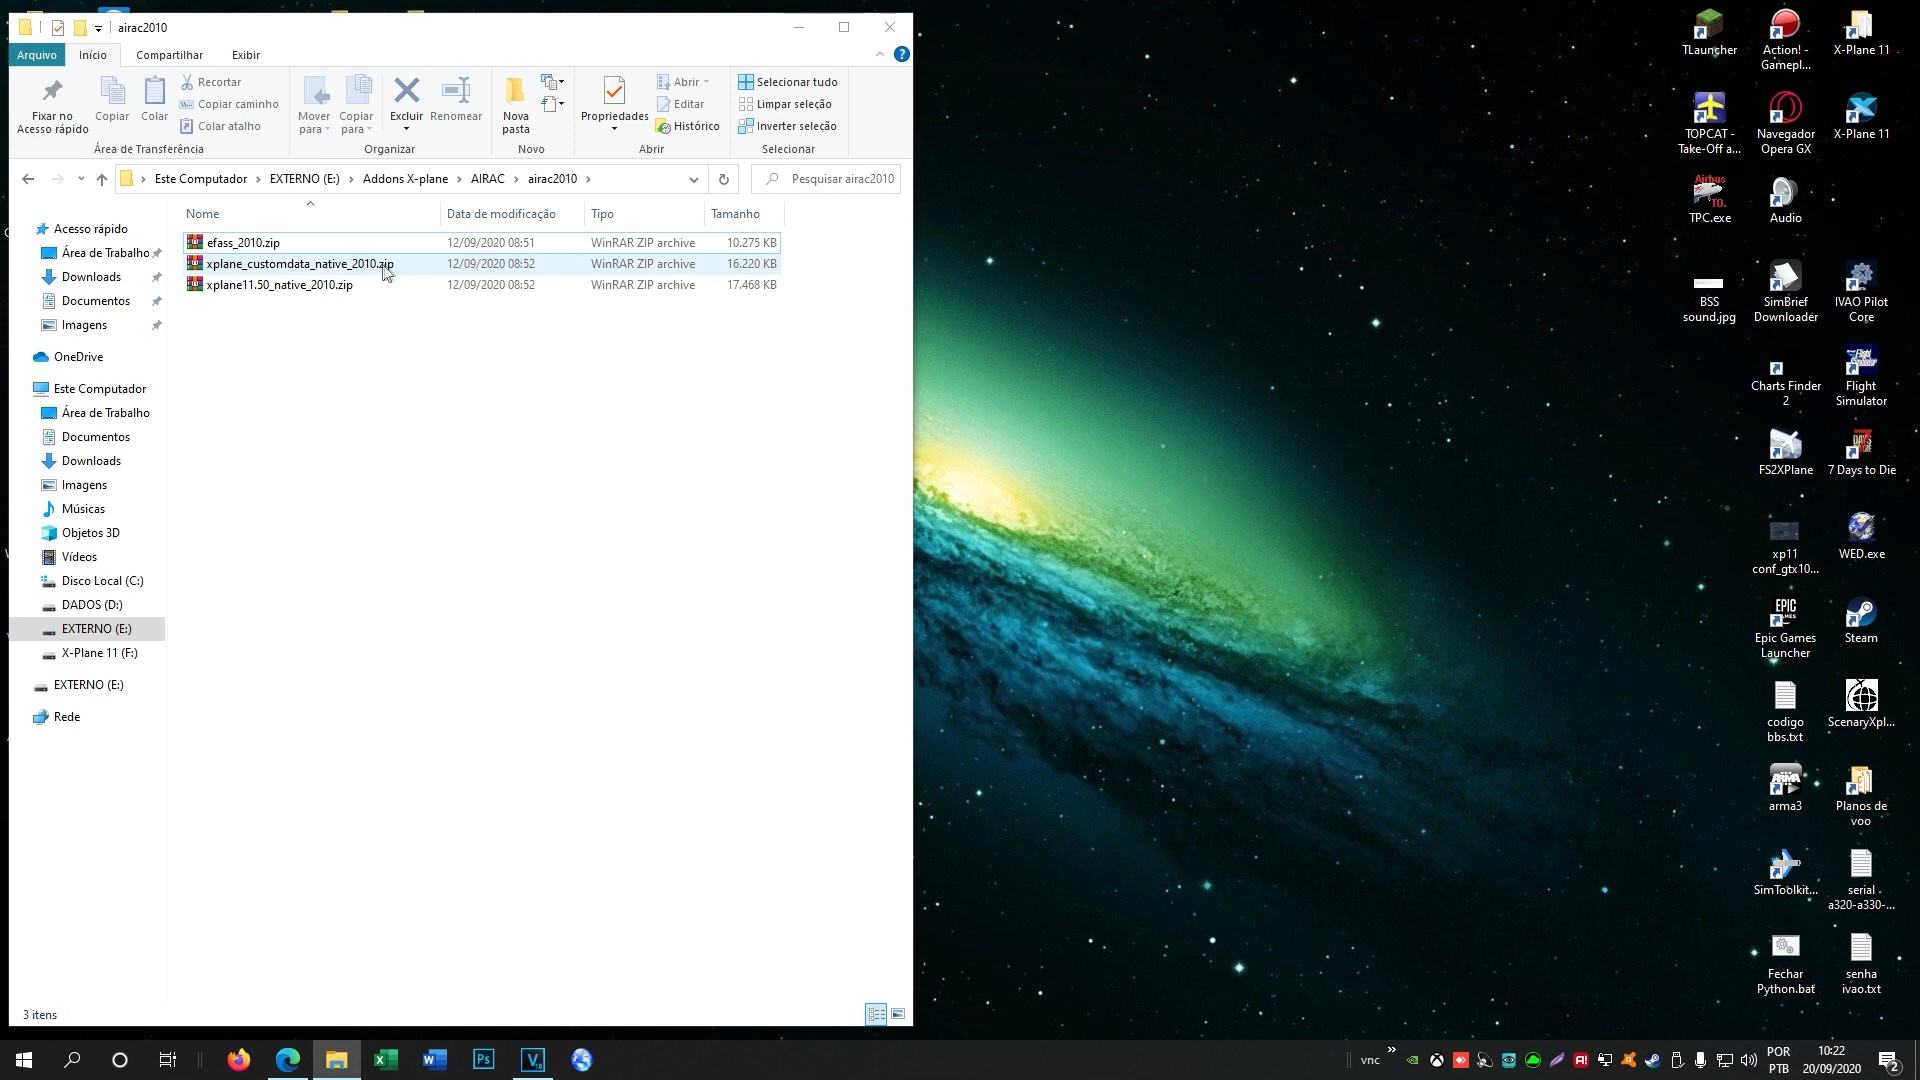 airac2010
Arquivo
Início
Compartilhar
Exibir
Fixar no
Acesso rápido
Copiar
Colar
Recortar
Copiar caminho
Colar atalho
Área de Transferência
Mover
para
Copiar
para
Excluir
Renomear
Organizar
Nova
pasta
Novo
Propriedades
Abrir
Editar
Histórico
Abrir
Selecionar tudo
Limpar seleção
Inverter seleção
Selecionar
Este Computador
EXTERNO (E:)
Addons X-plane
AIRAC
airac2010
Pesquisar airac2010
Nome
Data de modificação
Tipo
Tamanho
efass_2010.zip 12/09/2020 08:51 WinRAR ZIP archive 10.275 KB
xplane_customdata_native_2010.zip 12/09/2020 08:52 WinRAR ZIP archive 16.220 KB
xplane11.50_native_2010.zip 12/09/2020 08:52 WinRAR ZIP archive 17.468 KB
Acesso rápido
Área de Trabalho
Downloads
Documentos
Imagens
OneDrive
Este Computador
Área de Trabalho
Documentos
Downloads
Imagens
Músicas
Objetos 3D
Vídeos
Disco Local (C:)
DADOS (D:)
EXTERNO (E:)
X-Plane 11 (F:)
EXTERNO (E:)
Rede
3 itens
TLauncher
Action! -
Gamepl...
X-Plane 11
TOPCAT -
Take-Off a...
Navegador
Opera GX
X-Plane 11
TPC.exe
Audio
BSS
sound.jpg
SimBrief
Downloader
IVAO Pilot
Core
Charts Finder
2
Flight
Simulator
FS2XPlane
7 Days to Die
xp11
conf_gtx10...
WED.exe
Epic Games
Launcher
Steam
codigo
bbs.txt
ScenaryXpl...
arma3
Planos de
voo
SimToolkit...
serial
a320-a330-...
Fechar
Python.bat
senha
ivao.txt
vnc
POR
PTB
10:22
20/09/2020
2